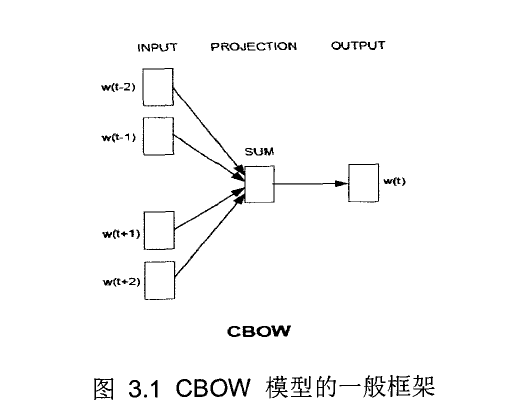 INPUT PROJECTION OUTPUT
w(t-2)
w(t-1)
SUM
w(t)
w(t+1)
w(t+2)
CBOW
图 3.1 CBOW 模型的一般框架